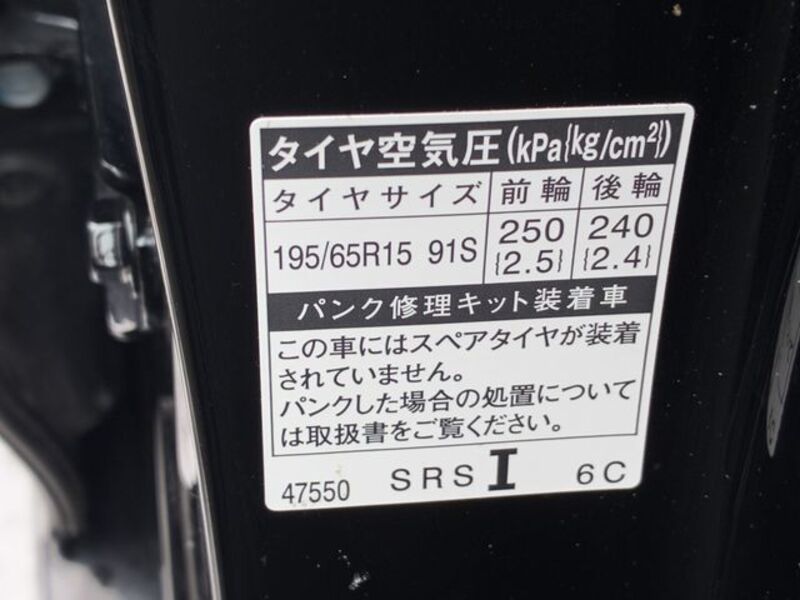 タイヤ空気圧(kPa{kg/cm²})
タイヤサイズ 前輪 後輪
195/65R15 91S 250 {2.5} 240 {2.4}
パンク修理キット装着車
この車にはスペアタイヤが装着
されていません。
パンクした場合の処置について
は取扱書をご覧ください。
47550 SRS I 6C